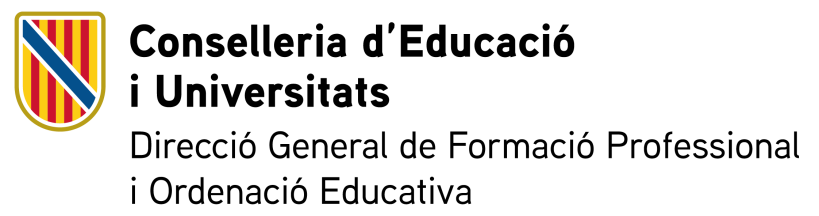 Conselleria d'Educació
i Universitats
Direcció General de Formació Professional
i Ordenació Educativa